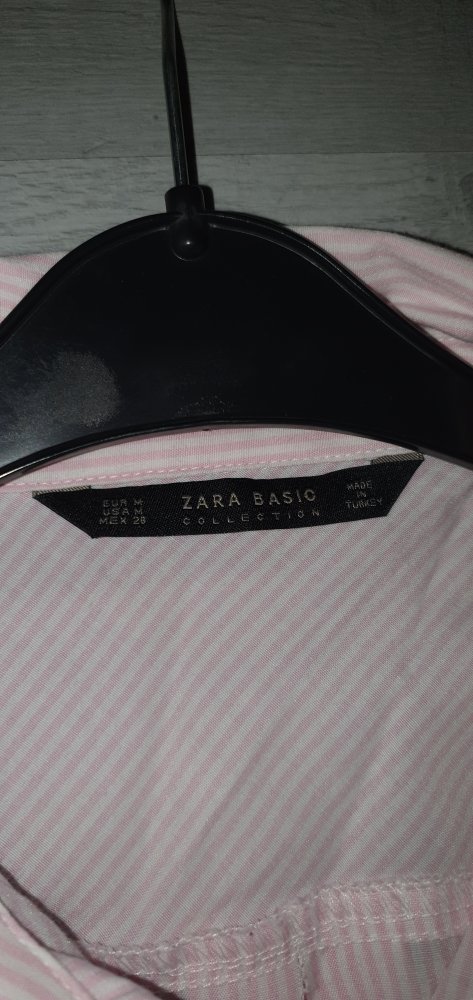 EUR M
USA M
MEX 28
ZARA BASIC
COLLECTION
MADE
IN
TURKEY